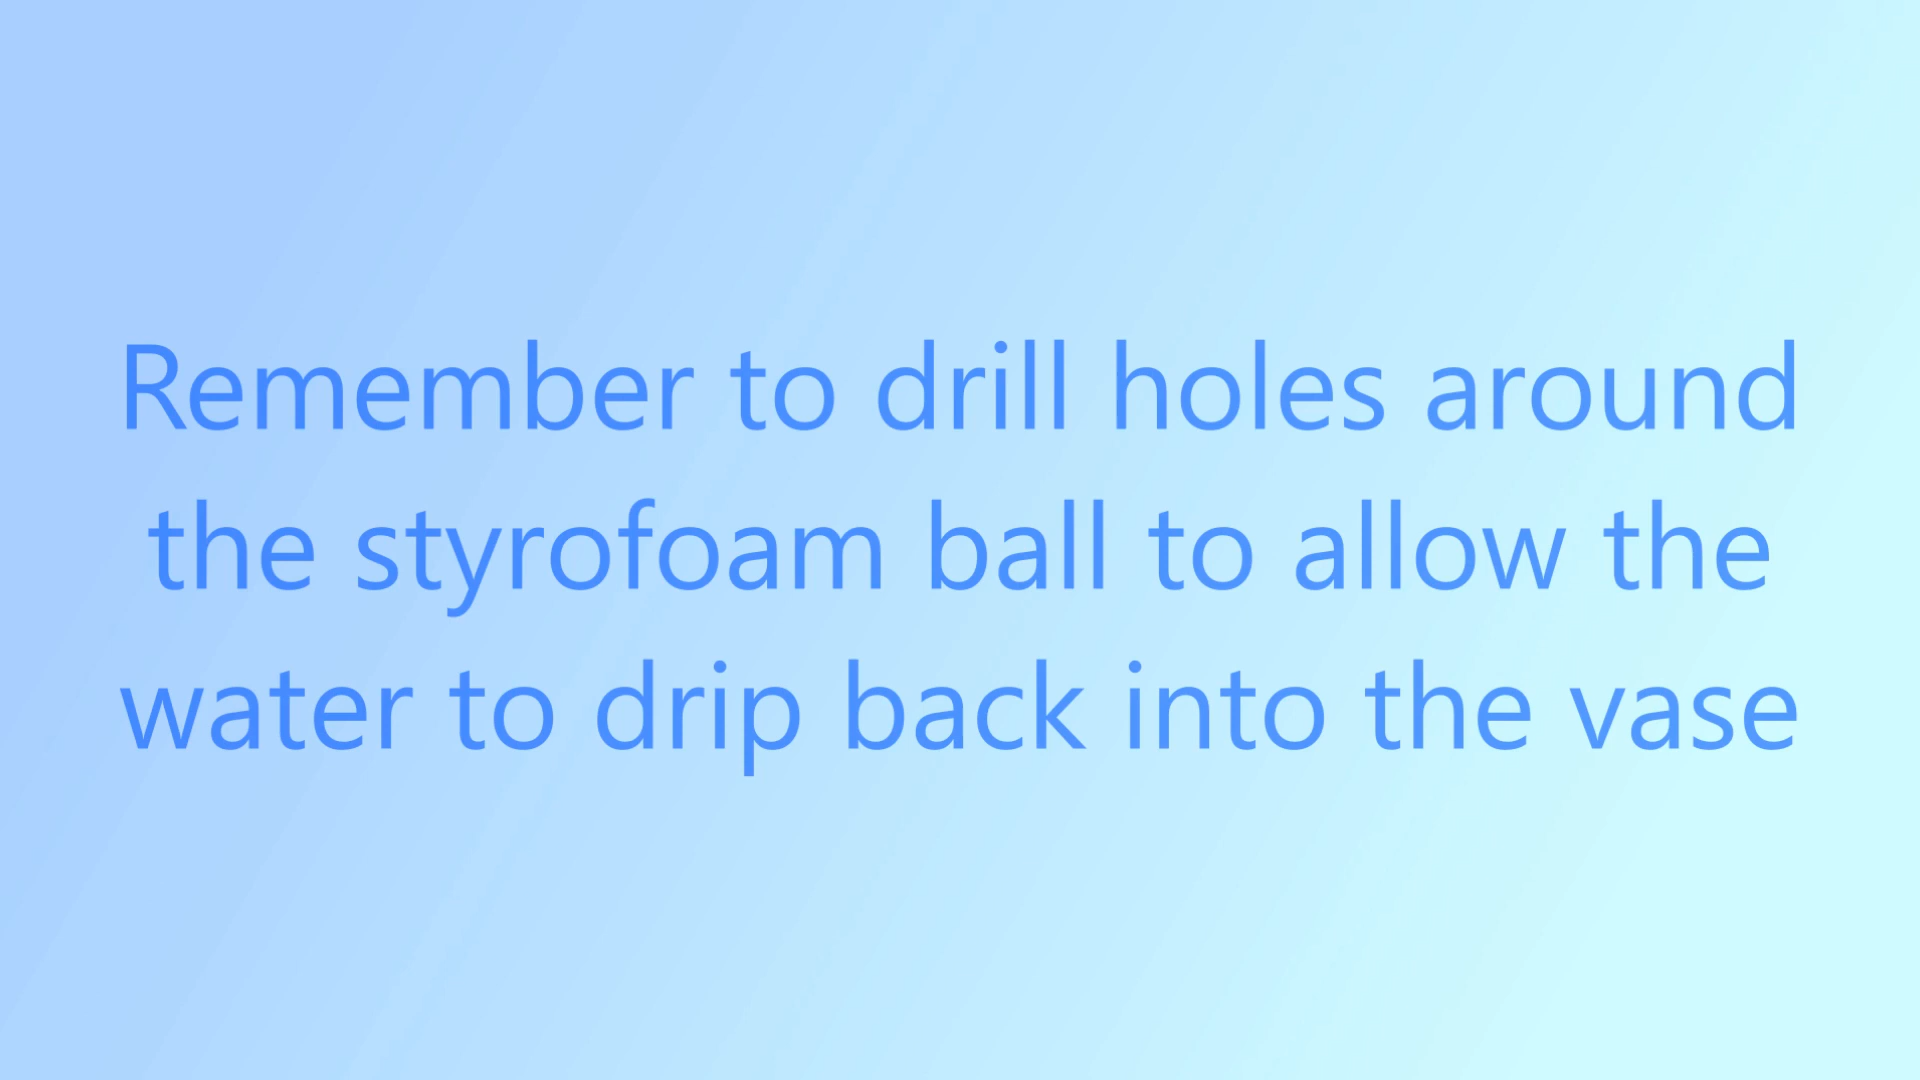 Remember to drill holes around
the styrofoam ball to allow the
water to drip back into the vase